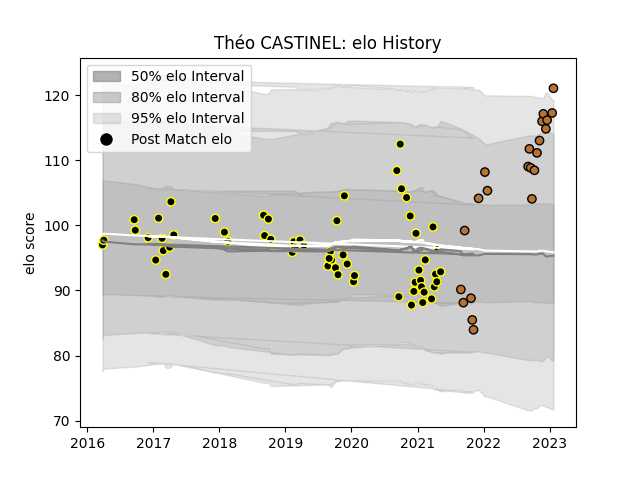 Théo CASTINEL: elo History
50% elo Interval
80% elo Interval
95% elo Interval
Post Match elo
elo score
120
110
100
90
80
70
2016 2017 2018 2019 2020 2021 2022 2023